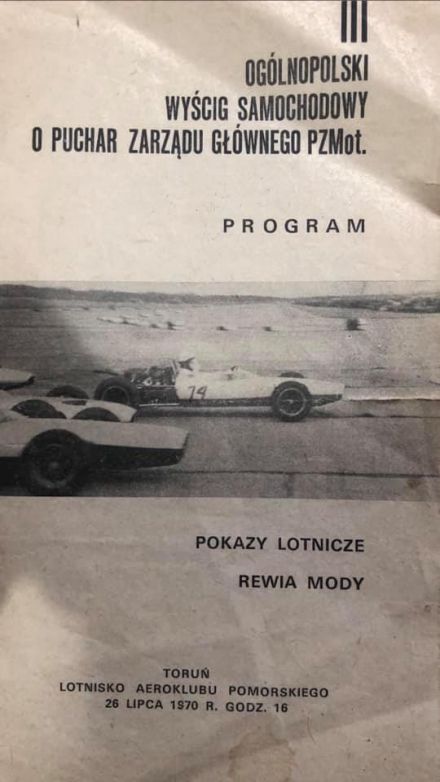 III
OGÓLNOPOLSKI
WYŚCIG SAMOCHODOWY
O PUCHAR ZARZĄDU GŁÓWNEGO PZMot.
PROGRAM
74
POKAZY LOTNICZE
REWIA MODY
TORUŃ
LOTNISKO AEROKLUBU POMORSKIEGO
26 LIPCA 1970 R. GODZ. 16